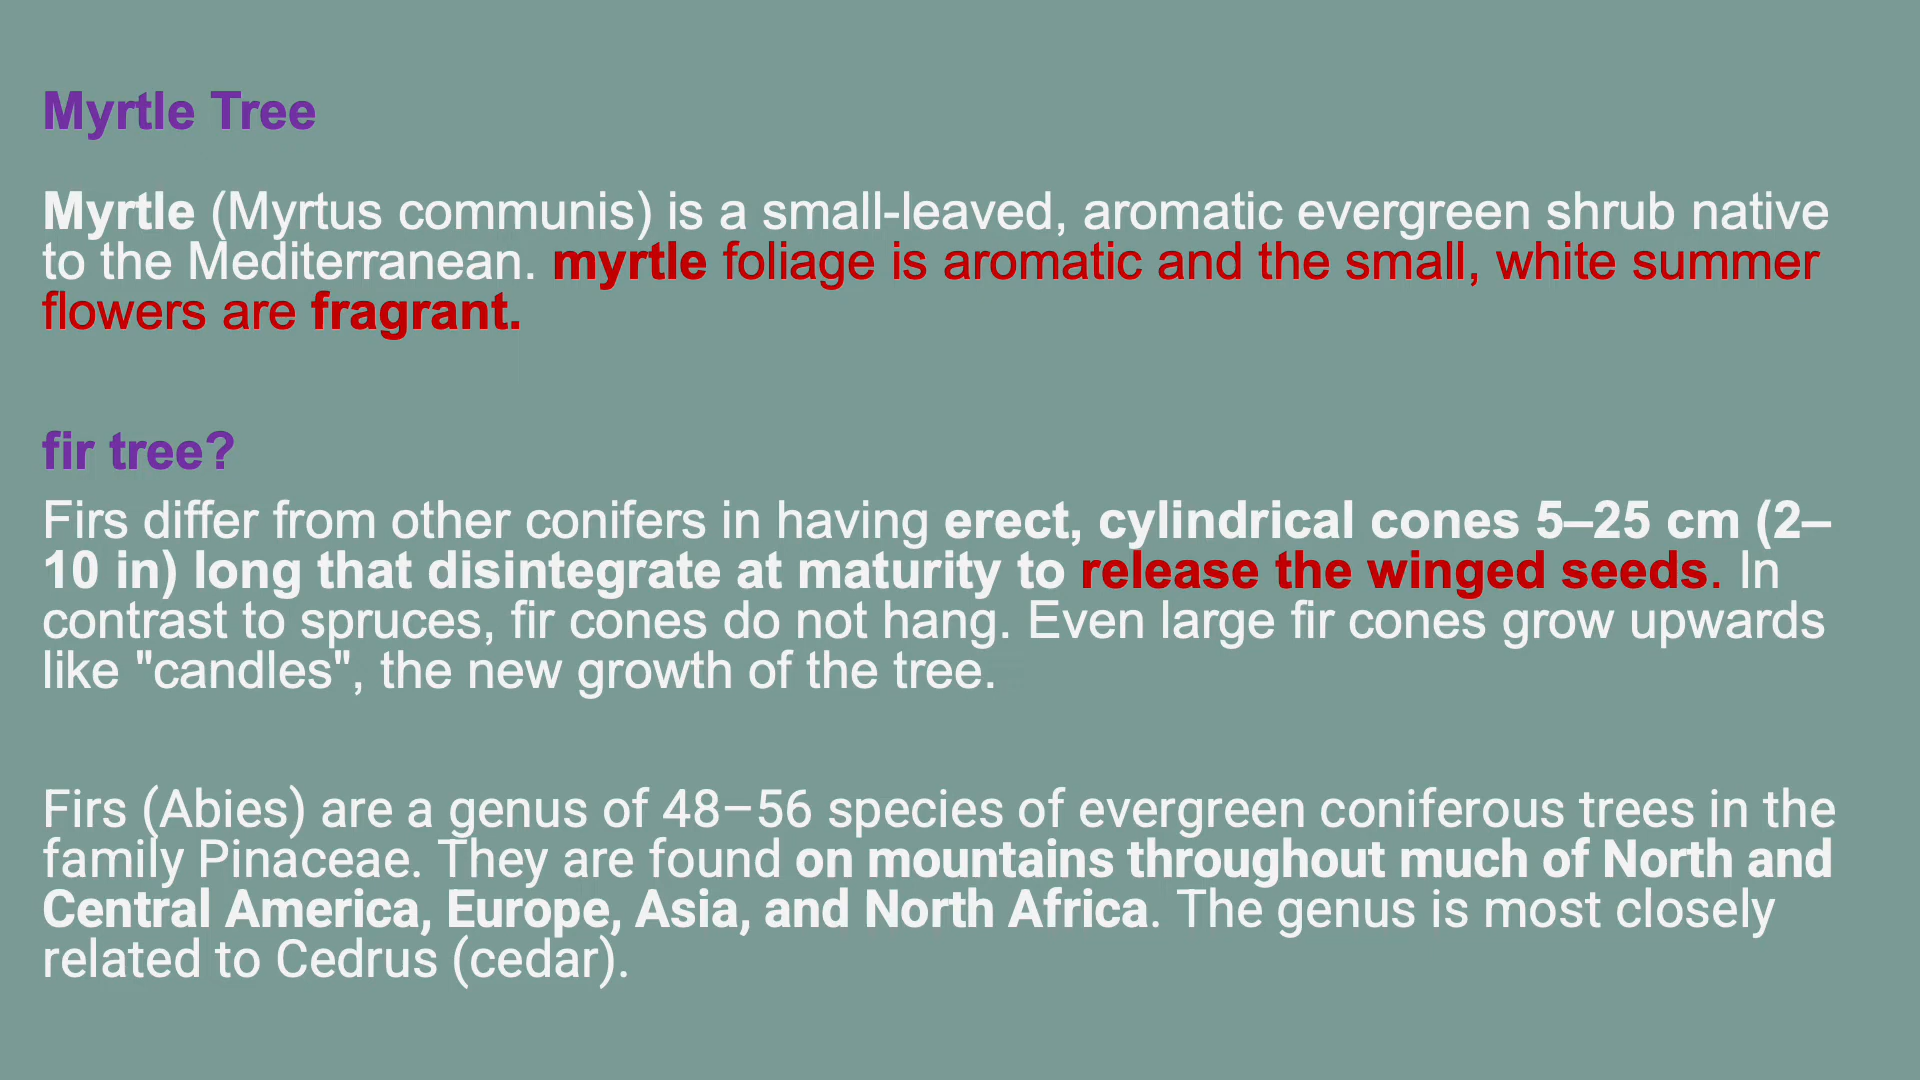 Myrtle Tree
Myrtle (Myrtus communis) is a small-leaved, aromatic evergreen shrub native
to the Mediterranean. myrtle foliage is aromatic and the small, white summer
flowers are fragrant.
fir tree?
Firs differ from other conifers in having erect, cylindrical cones 5–25 cm (2–
10 in) long that disintegrate at maturity to release the winged seeds. In
contrast to spruces, fir cones do not hang. Even large fir cones grow upwards
like "candles", the new growth of the tree.
Firs (Abies) are a genus of 48–56 species of evergreen coniferous trees in the
family Pinaceae. They are found on mountains throughout much of North and
Central America, Europe, Asia, and North Africa. The genus is most closely
related to Cedrus (cedar).